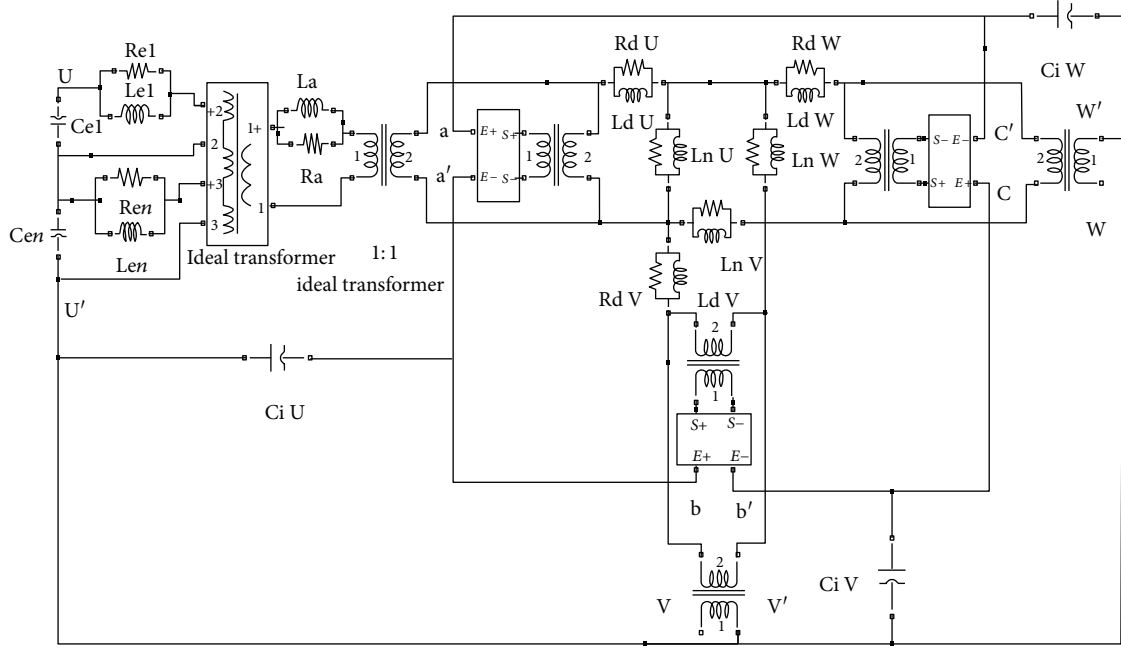 Re1
U
Le1
Ce1
+2
2
+3
3
1+
1
Ren
Cen
Len
Ideal transformer
U′
La
Ra
1
2
1:1
ideal transformer
a
a′
E+
S+
E−
S−
1
2
Rd U
Ld U
Rd W
Ld W
Ln U
Ln W
Ln V
Rd V
Ld V
2
1
S+
S−
E+
E−
b
b′
2
1
S−
E−
S+
E+
C′
C
2
1
Ci W
W′
W
Ci U
V
2
1
V′
Ci V